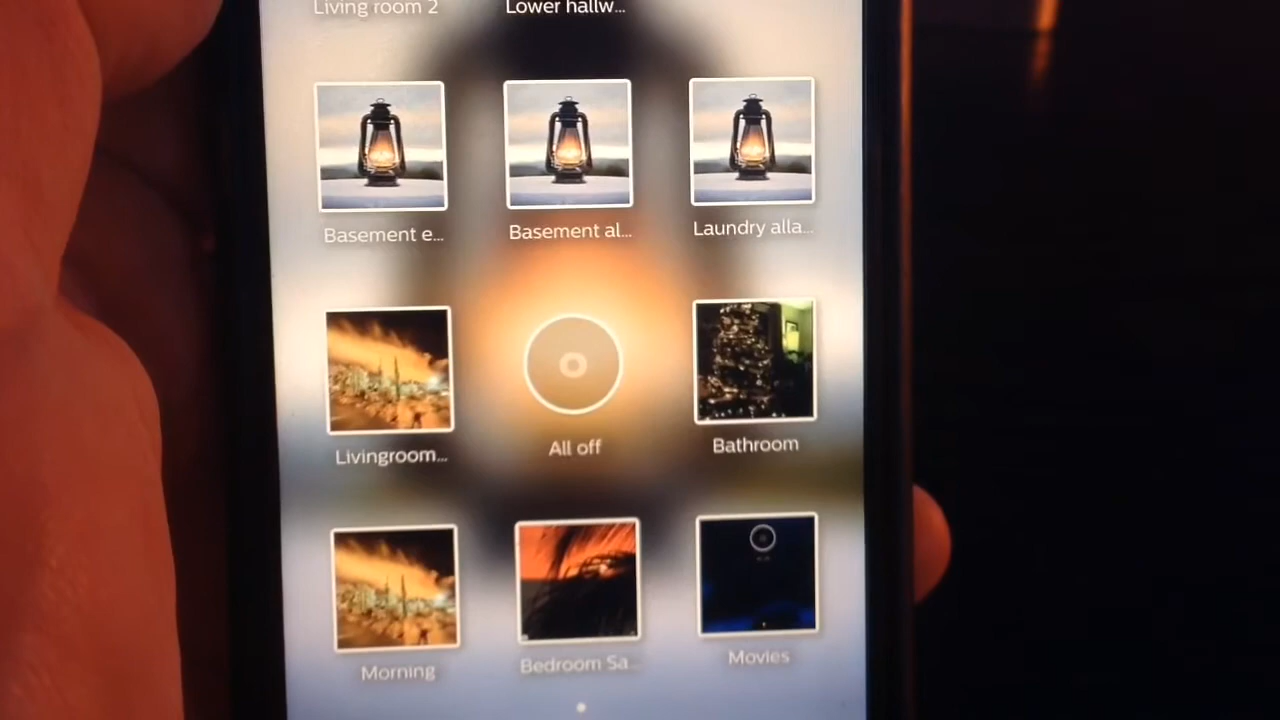 Living room 2
Lower hallw...
Basement e...
Basement al...
Laundry alla...
Livingroom...
All off
Bathroom
Morning
Bedroom Sa...
Movies